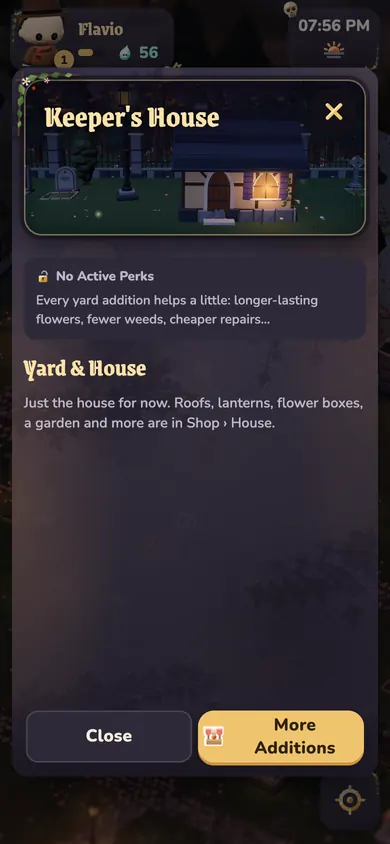 Flavio
07:56 PM
1
56
Keeper's House
No Active Perks
Every yard addition helps a little: longer-lasting
flowers, fewer weeds, cheaper repairs...
Yard & House
Just the house for now. Roofs, lanterns, flower boxes,
a garden and more are in Shop › House.
Close
More
Additions